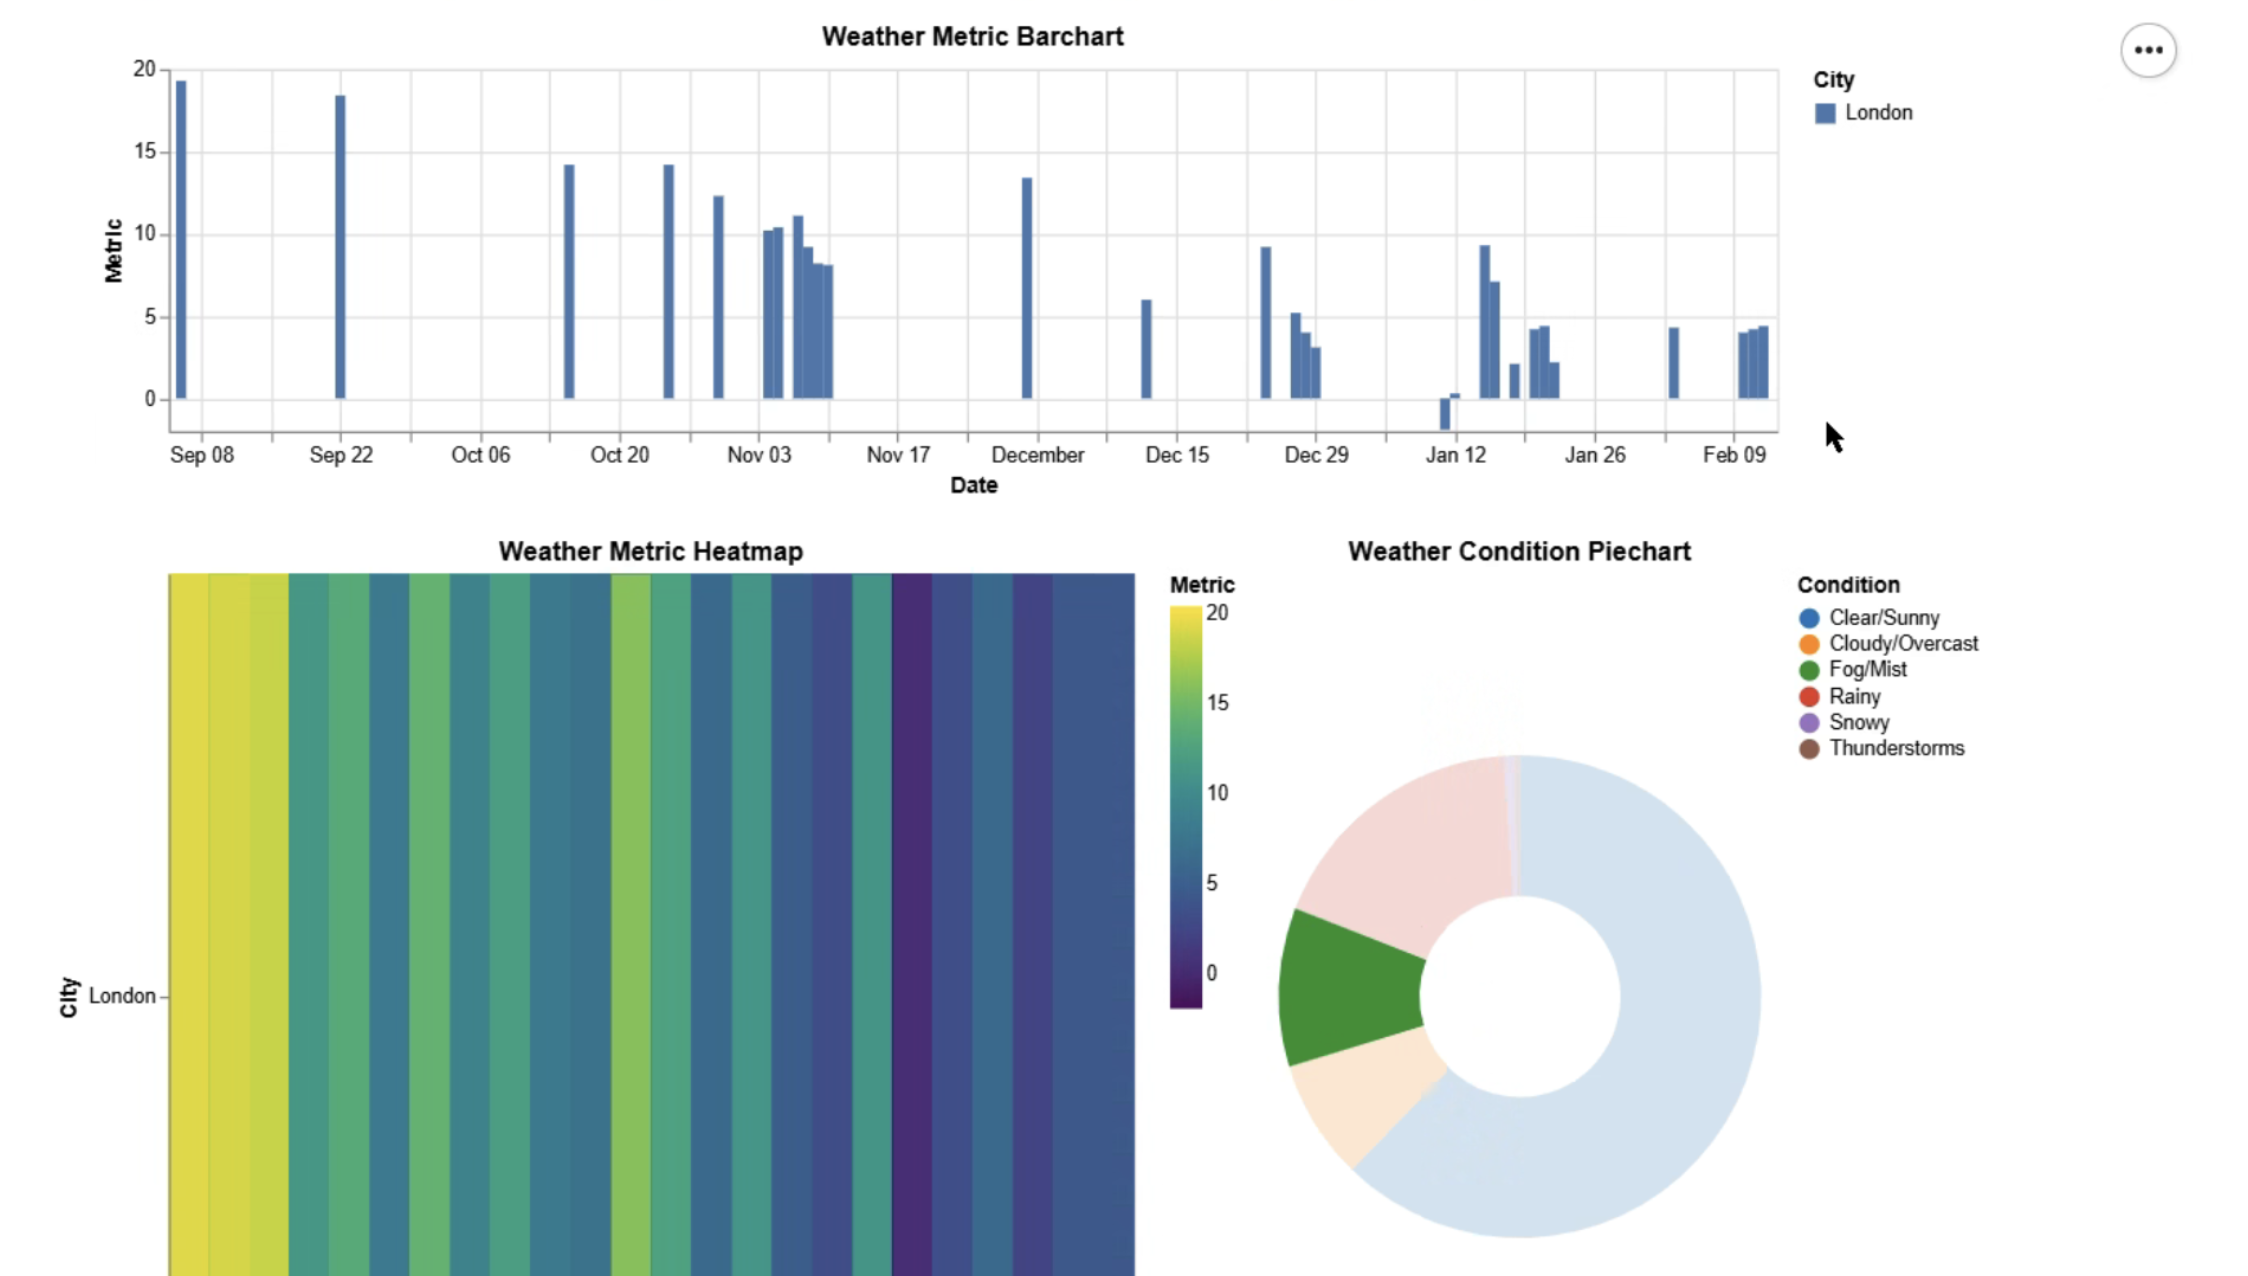 Weather Metric Barchart
City
London
20
15
10
5
0
Metric
Sep 08
Sep 22
Oct 06
Oct 20
Nov 03
Nov 17
December
Dec 15
Dec 29
Jan 12
Jan 26
Feb 09
Date
Weather Metric Heatmap
City
London
Metric
20
15
10
5
0
Weather Condition Piechart
Condition
Clear/Sunny
Cloudy/Overcast
Fog/Mist
Rainy
Snowy
Thunderstorms